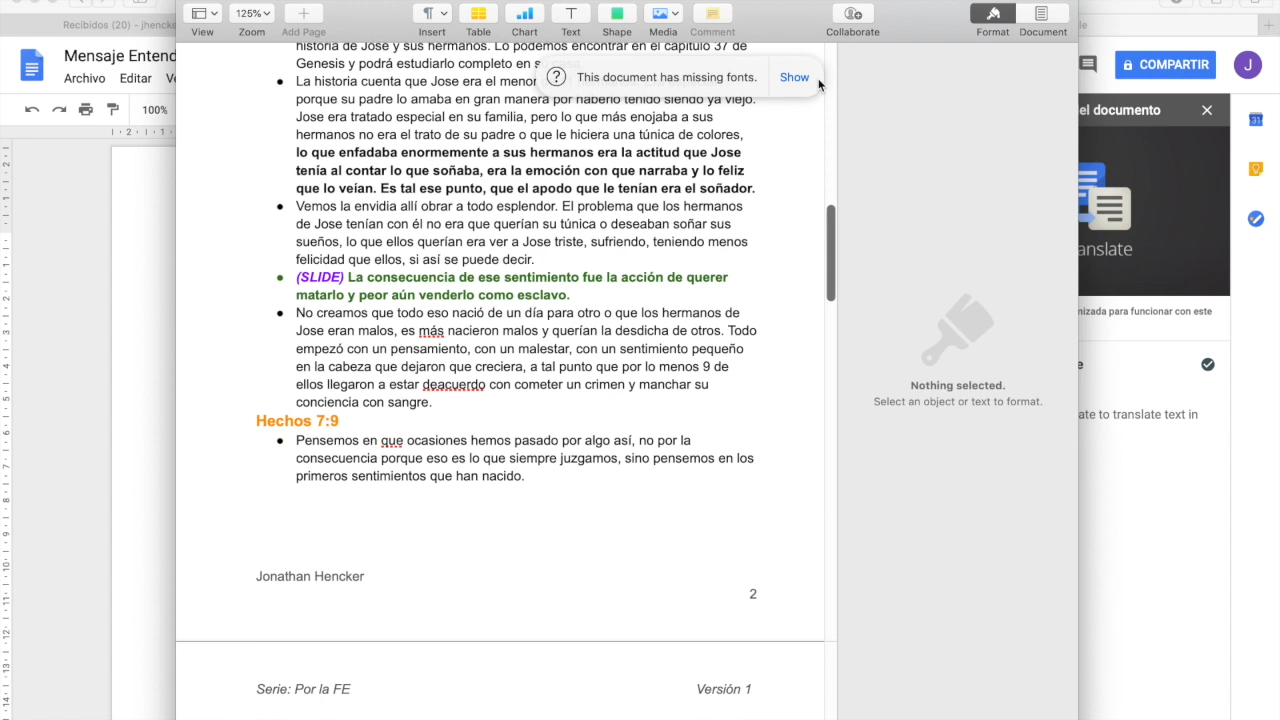 Recibidos (20) - jhencke
le
125%
View
Zoom
Add Page
Insert
Table
Chart
Text
Shape
Media
Comment
Collaborate
Format
Document
Mensaje Entend
Archivo Editar
100%
COMPARTIR
J
This document has missing fonts.
Show
historia de Jose y sus hermanos. Lo podemos encontrar en el capitulo 37 de
Genesis y podrá estudiarlo completo en
La historia cuenta que Jose era el menor
porque su padre lo amaba en gran manera por haberlo tenido siendo ya viejo.
Jose era tratado especial en su familia, pero lo que más enojaba a sus
hermanos no era el trato de su padre o que le hiciera una túnica de colores,
lo que enfadaba enormemente a sus hermanos era la actitud que Jose
tenía al contar lo que soñaba, era la emoción con que narraba y lo feliz
que lo veían. Es tal ese punto, que el apodo que le tenían era el soñador.
Vemos la envidia allí obrar a todo esplendor. El problema que los hermanos
de Jose tenían con él no era que querían su túnica o deseaban soñar sus
sueños, lo que ellos querían era ver a Jose triste, sufriendo, teniendo menos
felicidad que ellos, si así se puede decir.
(SLIDE) La consecuencia de ese sentimiento fue la acción de querer
matarlo y peor aún venderlo como esclavo.
No creamos que todo eso nació de un día para otro o que los hermanos de
Jose eran malos, es más nacieron malos y querían la desdicha de otros. Todo
empezó con un pensamiento, con un malestar, con un sentimiento pequeño
en la cabeza que dejaron que creciera, a tal punto que por lo menos 9 de
ellos llegaron a estar deacuerdo con cometer un crimen y manchar su
conciencia con sangre.
Hechos 7:9
Pensemos en que ocasiones hemos pasado por algo así, no por la
consecuencia porque eso es lo que siempre juzgamos, sino pensemos en los
primeros sentimientos que han nacido.
Jonathan Hencker
2
Serie: Por la FE
Versión 1
Nothing selected.
Select an object or text to format.
el documento
anslate
nizada para funcionar con este
e
ate to translate text in
31